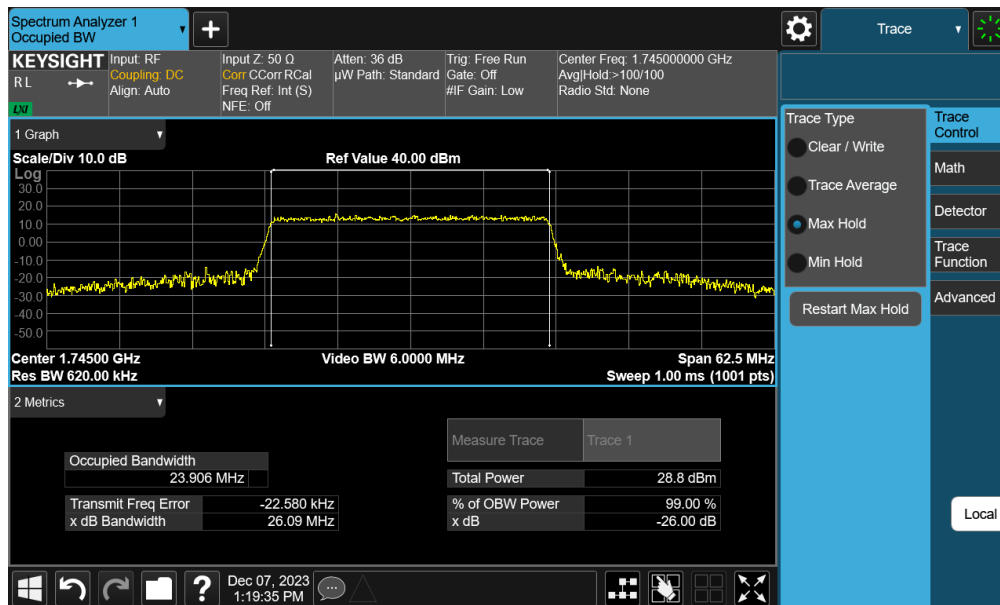 Spectrum Analyzer 1
Occupied BW
Trace
KEYSIGHT
R L
LXI
Input: RF
Coupling: DC
Align: Auto
Input Z: 50 Ω
Corr CCorr RCal
Freq Ref: Int (S)
NFE: Off
Atten: 36 dB
µW Path: Standard
Trig: Free Run
Gate: Off
#IF Gain: Low
Center Freq: 1.745000000 GHz
Avg|Hold:>100/100
Radio Std: None
1 Graph
Scale/Div 10.0 dB
Ref Value 40.00 dBm
Log
30.0
20.0
10.0
0.00
-10.0
-20.0
-30.0
-40.0
-50.0
Center 1.74500 GHz
Video BW 6.0000 MHz
Span 62.5 MHz
Res BW 620.00 kHz
Sweep 1.00 ms (1001 pts)
2 Metrics
Measure Trace
Trace 1
Occupied Bandwidth
23.906 MHz
Total Power
28.8 dBm
Transmit Freq Error
-22.580 kHz
% of OBW Power
99.00 %
x dB Bandwidth
26.09 MHz
x dB
-26.00 dB
Trace Type
Clear / Write
Trace Average
Max Hold
Min Hold
Restart Max Hold
Trace
Control
Math
Detector
Trace
Function
Advanced
Local
?
Dec 07, 2023
1:19:35 PM